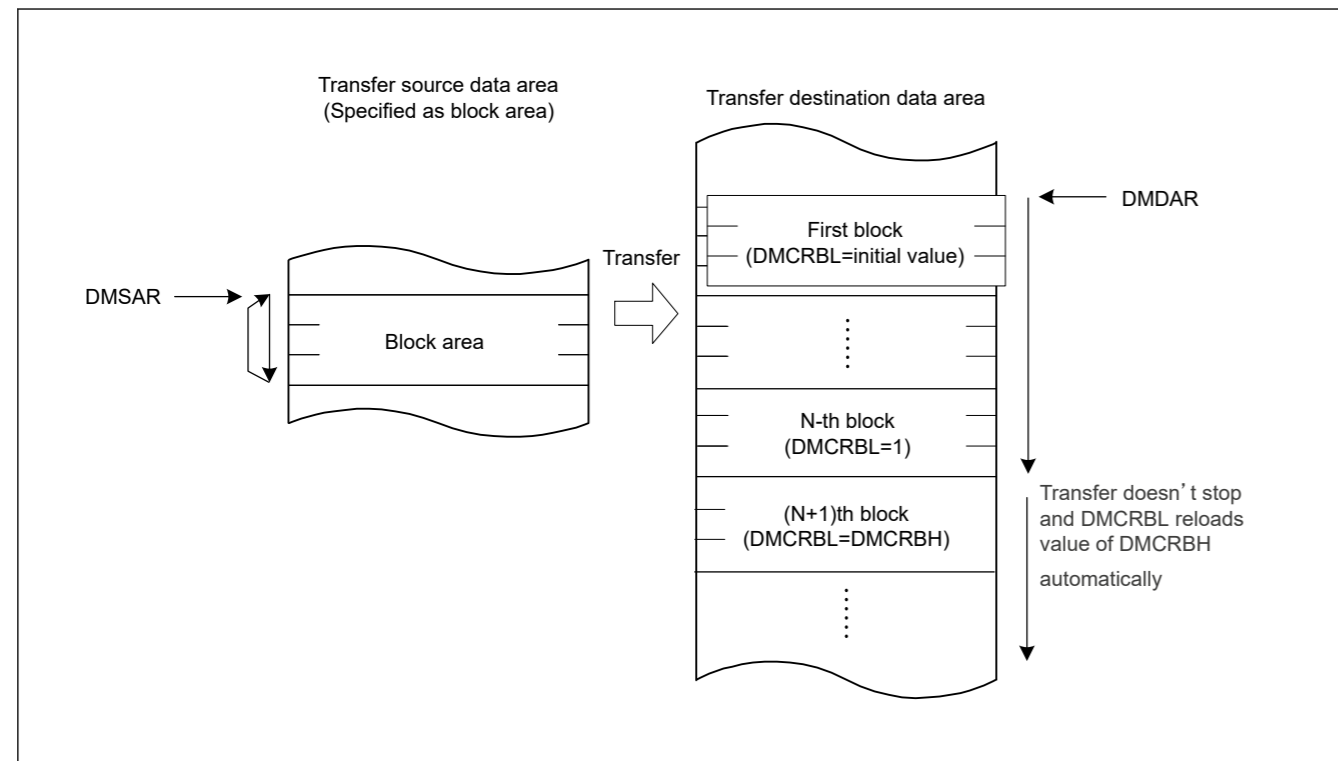 Transfer source data area
(Specified as block area)
Transfer destination data area
DMDAR
First block
(DMCRBL=initial value)
Transfer
DMSAR
Block area
N-th block
(DMCRBL=1)
(N+1)th block
(DMCRBL=DMCRBH)
Transfer doesn’t stop
and DMCRBL reloads
value of DMCRBH
automatically